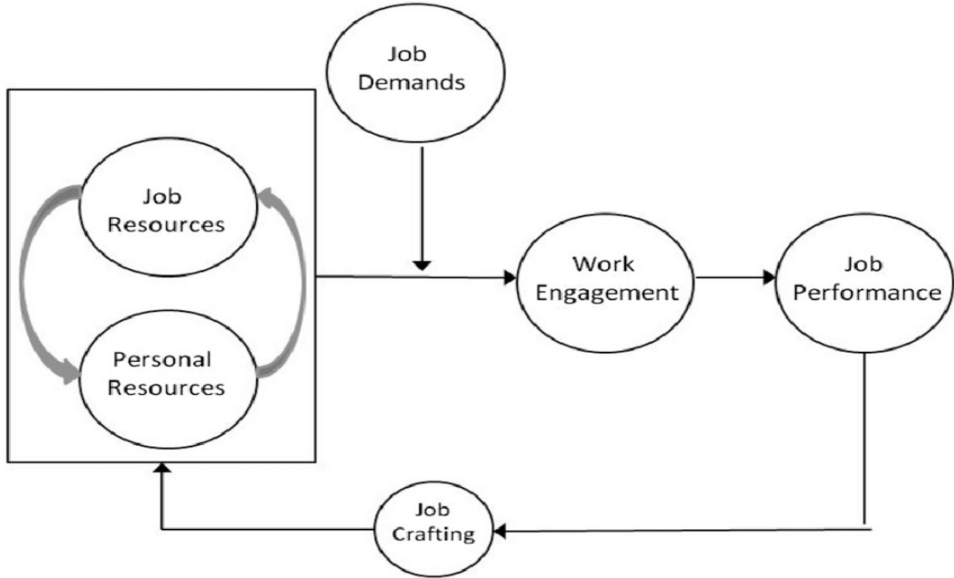 Job
Demands
Job
Resources
Personal
Resources
Work
Engagement
Job
Performance
Job
Crafting